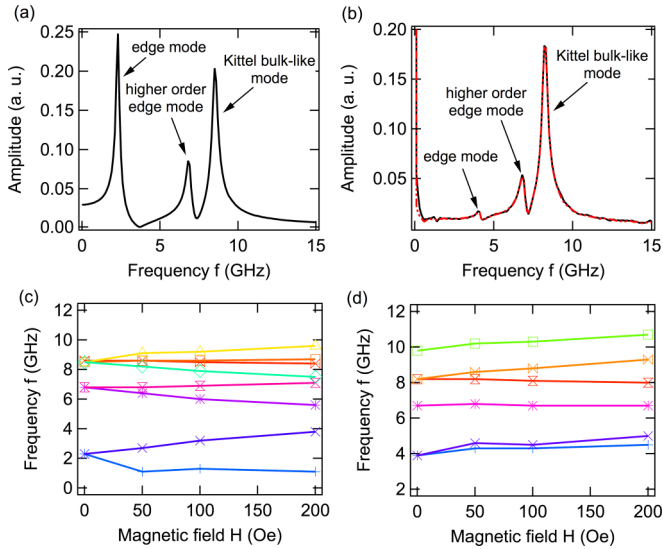 (a)
0.25
0.20
0.15
0.10
0.05
0.00
Amplitude (a. u.)
edge mode
higher order
edge mode
Kittel bulk-like
mode
0
5
10
15
Frequency f (GHz)
(b)
0.20
0.15
0.10
0.05
Amplitude (a. u.)
edge mode
higher order
edge mode
Kittel bulk-like
mode
0
5
10
15
Frequency f (GHz)
(c)
12
10
8
6
4
2
0
Frequency f (GHz)
0
50
100
200
Magnetic field H (Oe)
(d)
12
10
8
6
4
2
Frequency f (GHz)
0
50
100
200
Magnetic field H (Oe)